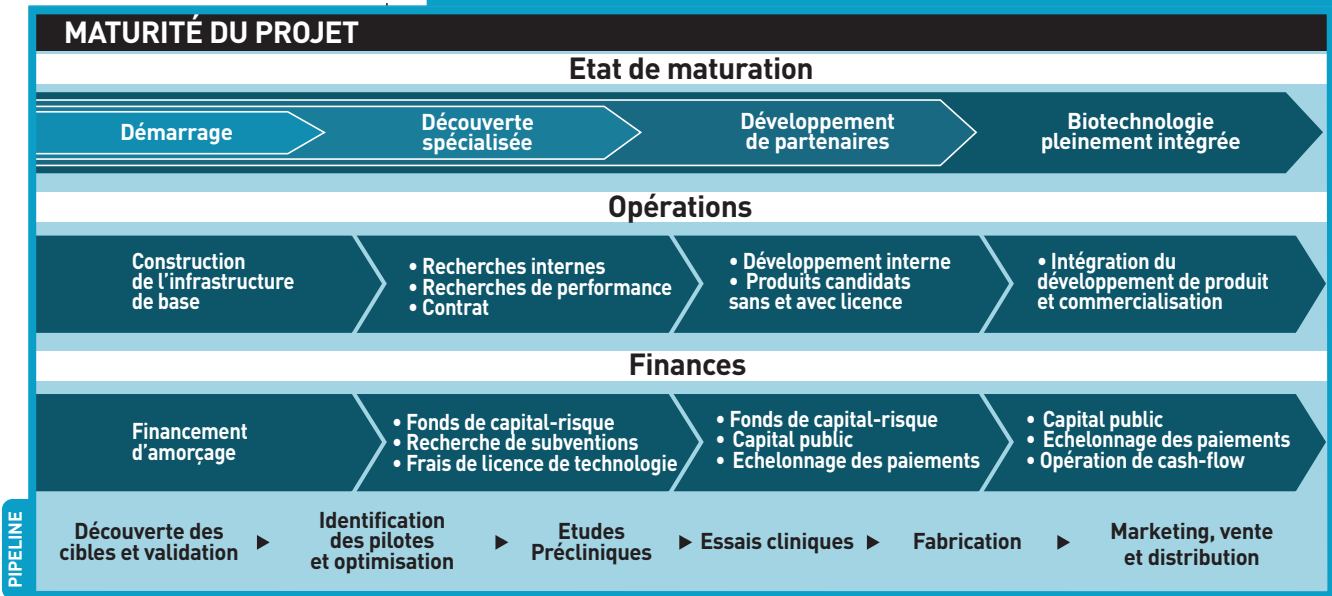 MATURITÉ DU PROJET
Etat de maturation
Démarrage
Découverte
spécialisée
Développement
de partenaires
Biotechnologie
pleinement intégrée
Opérations
Construction
de l'infrastructure
de base
• Recherches internes
• Recherches de performance
• Contrat
• Développement interne
• Produits candidats
sans et avec licence
• Intégration du
développement de produit
et commercialisation
Finances
Financement
d'amorçage
• Fonds de capital-risque
• Recherche de subventions
• Frais de licence de technologie
• Fonds de capital-risque
• Capital public
• Echelonnage des paiements
• Capital public
• Echelonnage des paiements
• Opération de cash-flow
PIPELINE
Découverte des
cibles et validation
Identification
des pilotes
et optimisation
Etudes
Précliniques
Essais cliniques
Fabrication
Marketing, vente
et distribution